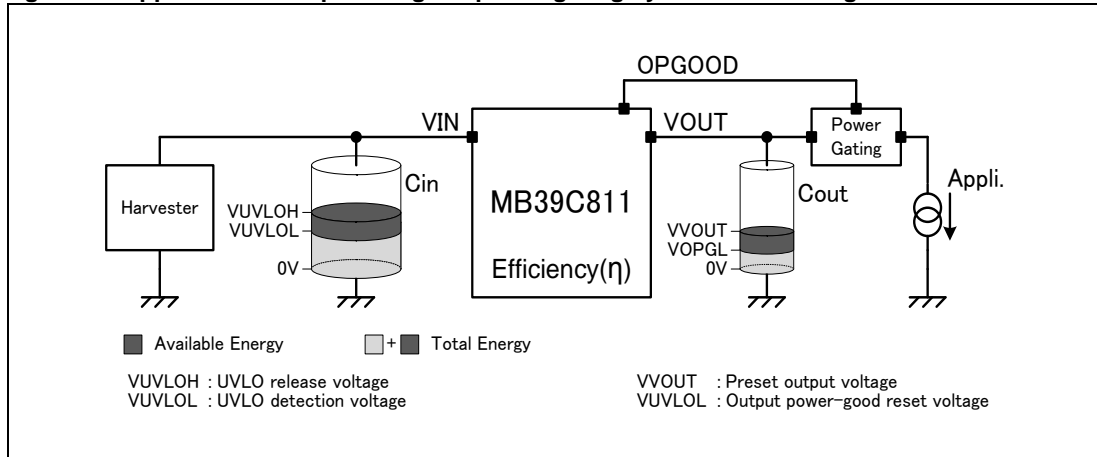 OPGOOD
VIN
VOUT
Power
Gating
Harvester
Cin
VUVLOH
VUVLOL
0V
MB39C811
Efficiency(η)
Cout
VVOUT
VOPGL
0V
Appli.
Available Energy
+
Total Energy
VUVLOH : UVLO release voltage
VUVLOL : UVLO detection voltage
VVOUT : Preset output voltage
VUVLOL : Output power-good reset voltage